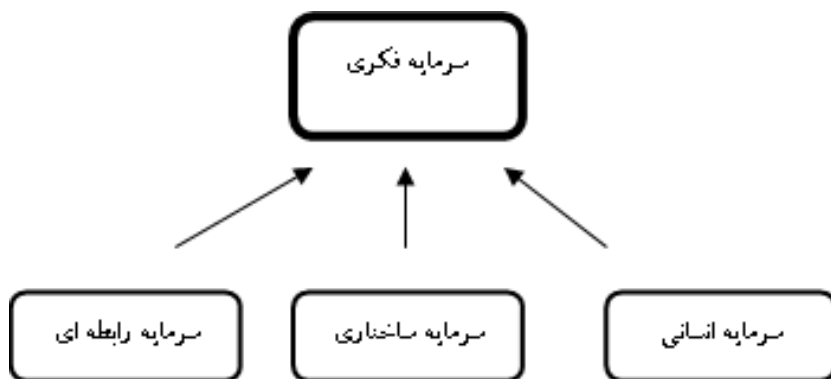 سرمایه فکری
سرمایه انسانی
سرمایه ساختاری
سرمایه رابطه ای